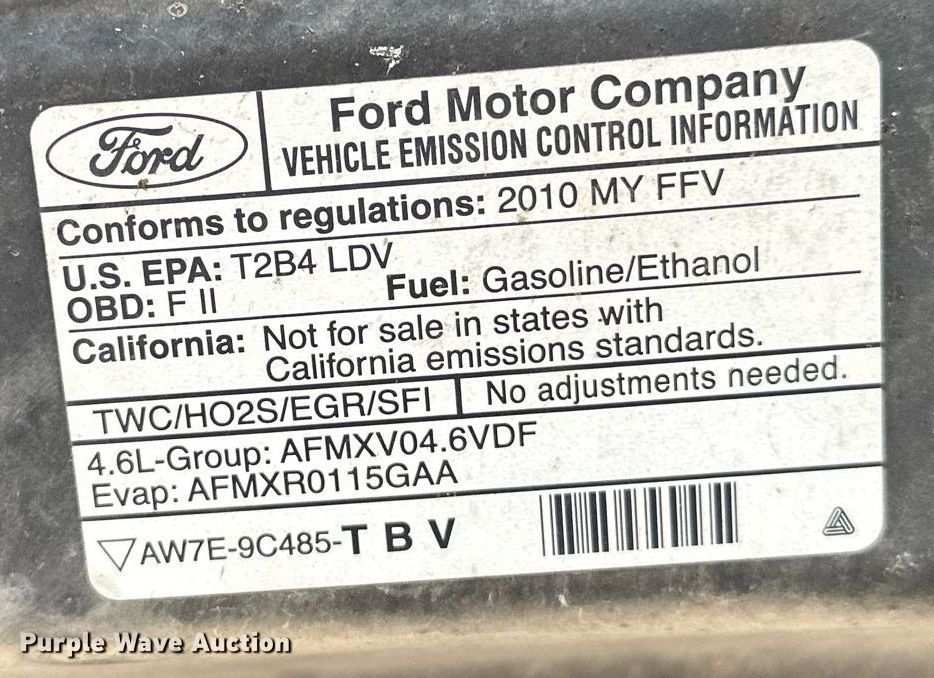 Ford
Ford Motor Company
VEHICLE EMISSION CONTROL INFORMATION
Conforms to regulations: 2010 MY FFV
U.S. EPA: T2B4 LDV
OBD: F II
Fuel: Gasoline/Ethanol
California: Not for sale in states with
California emissions standards.
TWC/HO2S/EGR/SFI
No adjustments needed.
4.6L-Group: AFMXV04.6VDF
Evap: AFMXR0115GAA
AW7E-9C485-T B V
Purple Wave Auction